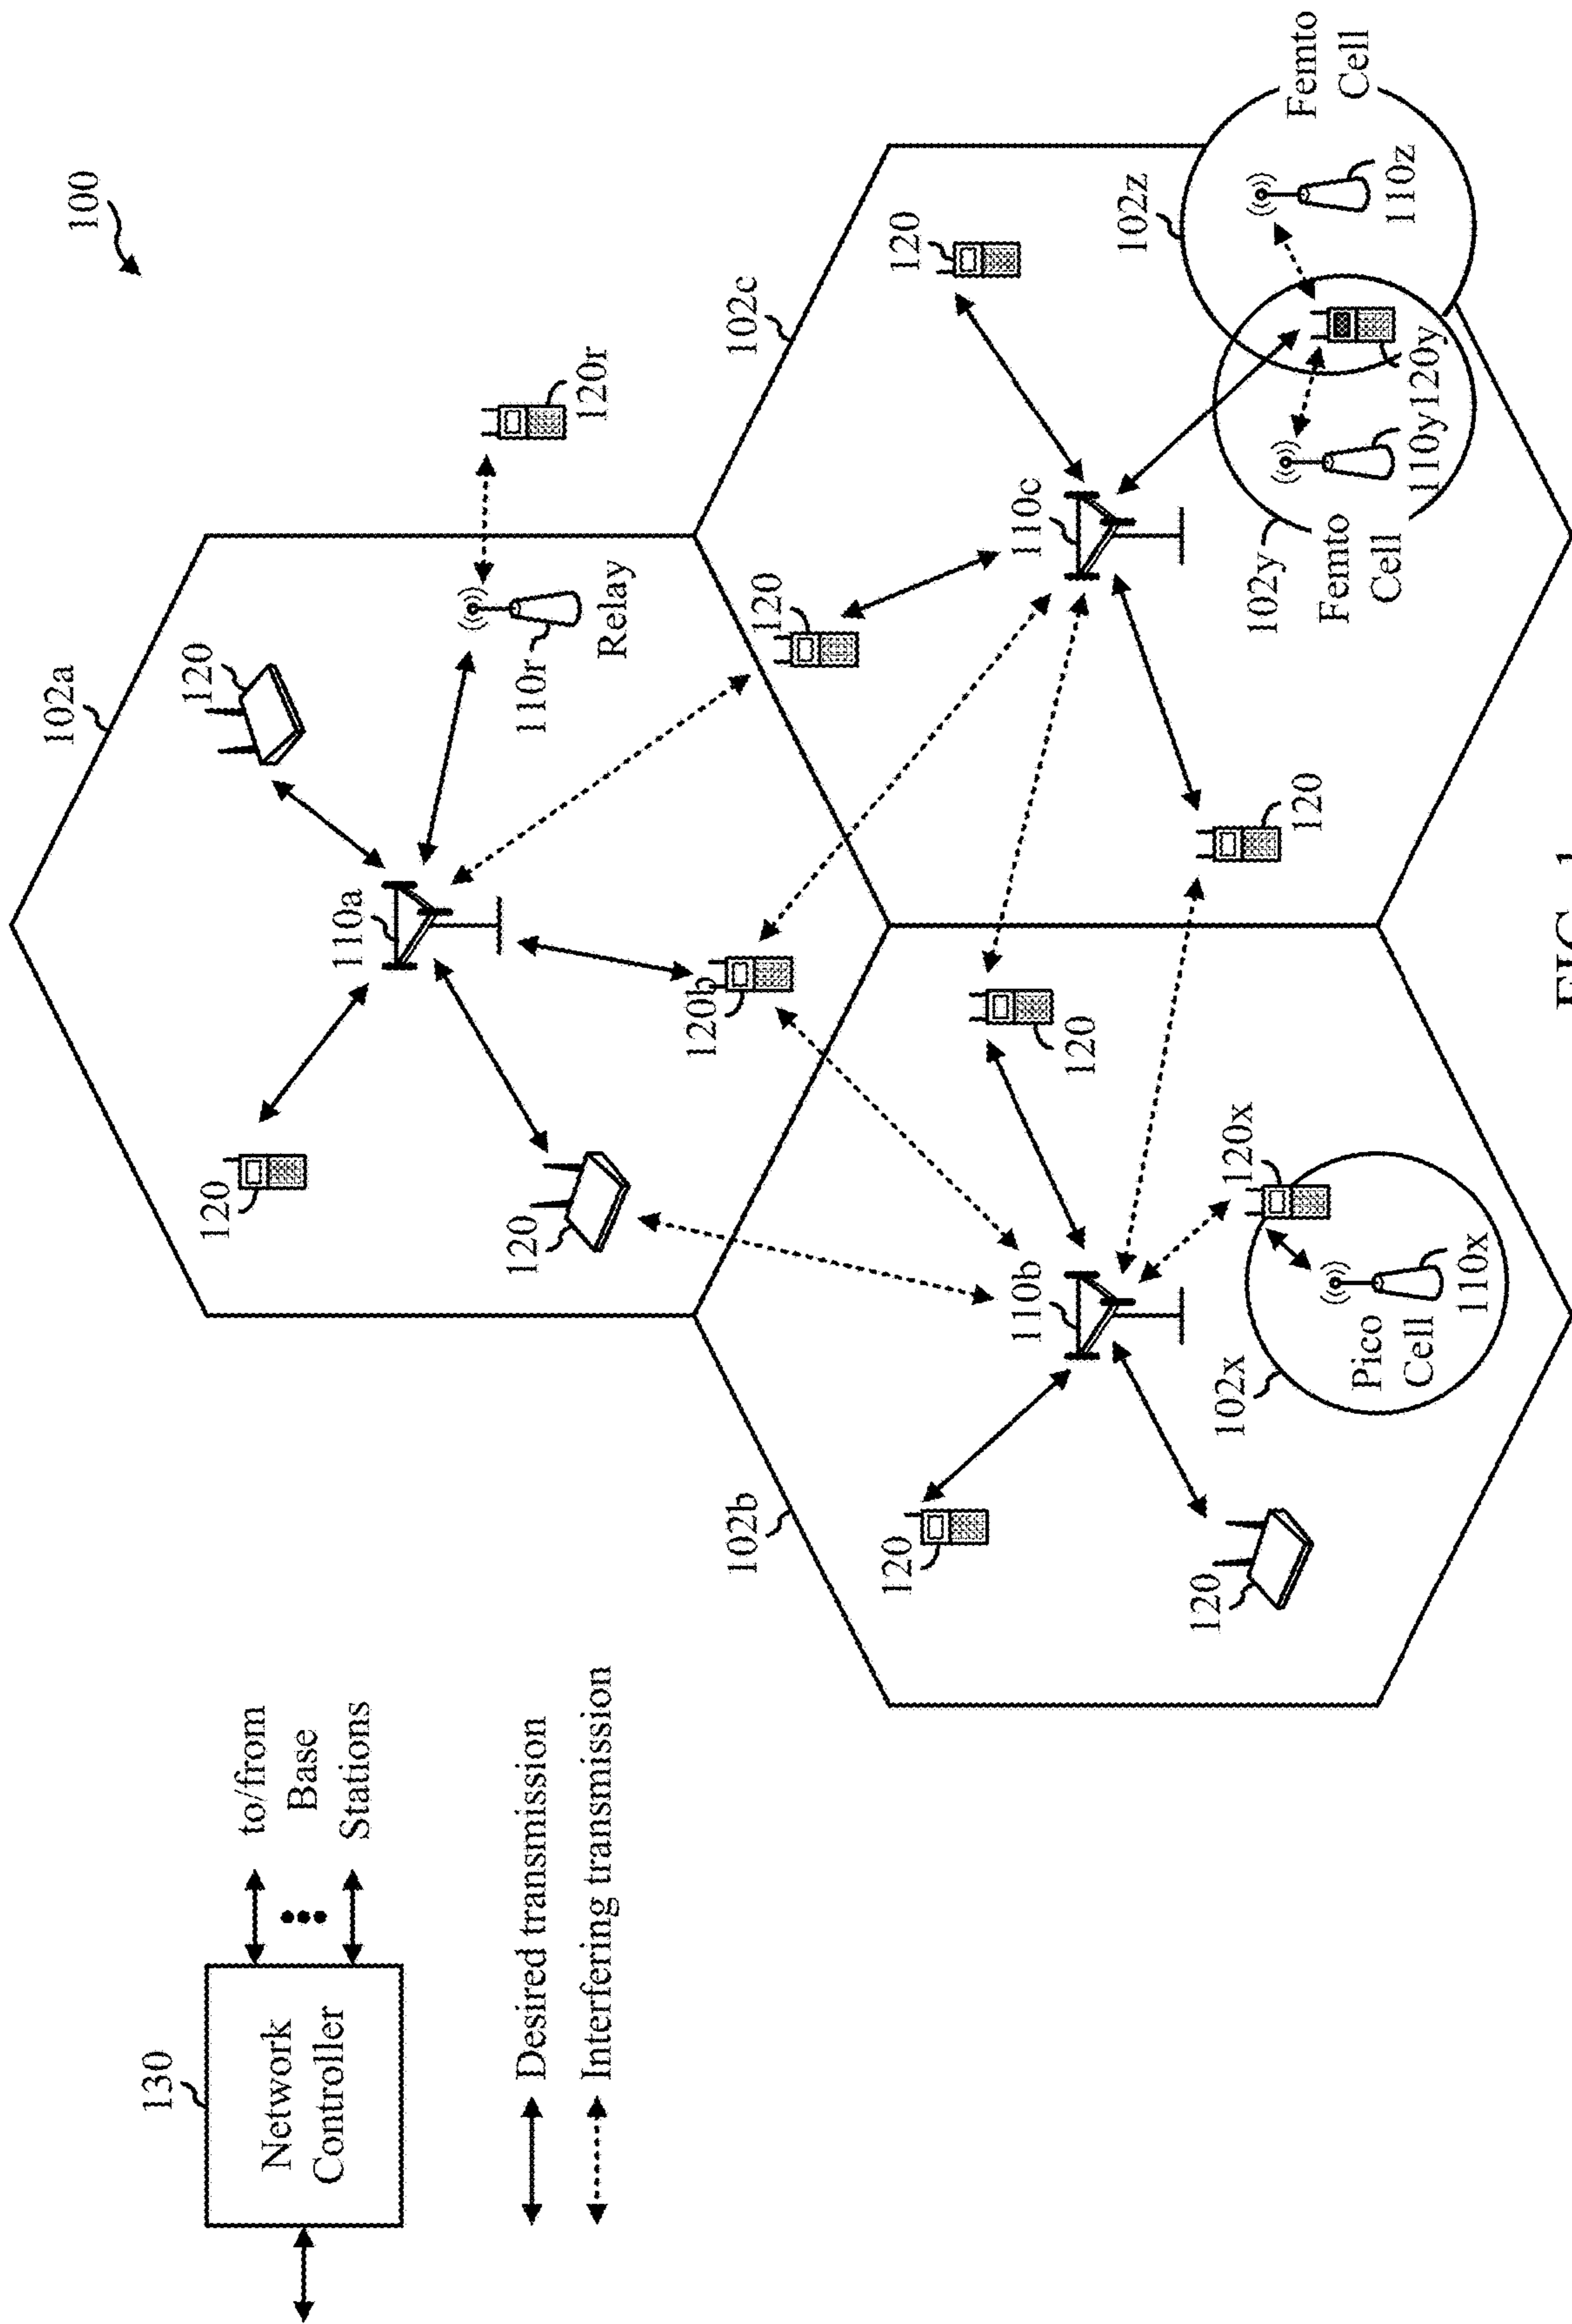 100
130
Network
Controller
to/from
Base
Stations
Desired transmission
Interfering transmission
102a
120
120
110a
110r
Relay
120r
120
120b
102b
102c
120
120
110c
120
110b
120
120
120
120x
102x
Pico
Cell
110x
102y
Femto
Cell
110y
120y
102z
110z
Femto
Cell